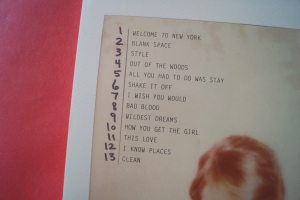 1 WELCOME TO NEW YORK
2 BLANK SPACE
3 STYLE
4 OUT OF THE WOODS
5 ALL YOU HAD TO DO WAS STAY
6 SHAKE IT OFF
7 I WISH YOU WOULD
8 BAD BLOOD
9 WILDEST DREAMS
10 HOW YOU GET THE GIRL
11 THIS LOVE
12 I KNOW PLACES
13 CLEAN